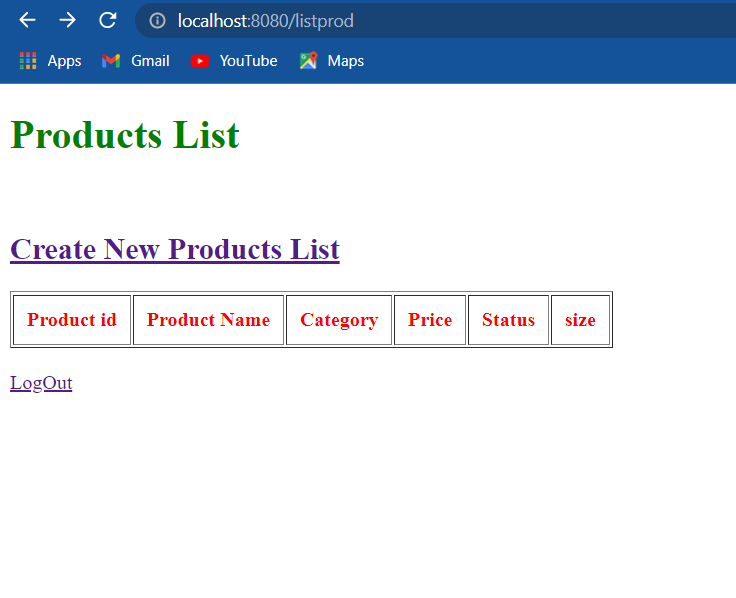 localhost:8080/listprod
Apps Gmail YouTube Maps
Products List
Create New Products List
Product id Product Name Category Price Status size
LogOut